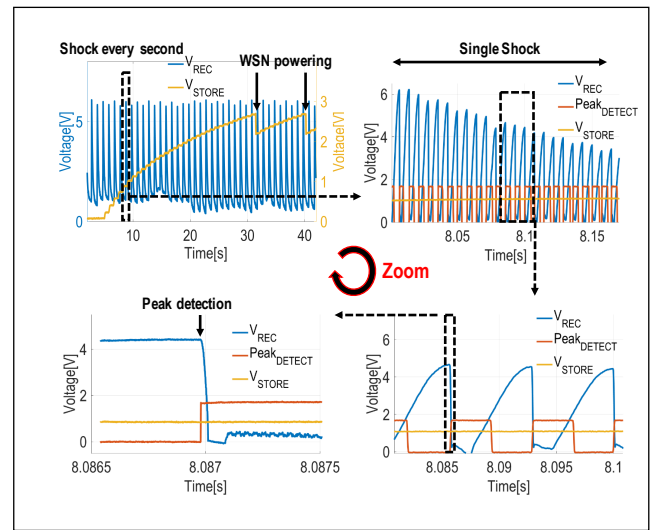 Shock every second
WSN powering
V_REC
V_STORE
Voltage[V]
5
0
3
2
1
0
Voltage[V]
10 20 30 40
Time[s]
Single Shock
V_REC
Peak_DETECT
V_STORE
Voltage[V]
6
4
2
0
8.05 8.1 8.15
Time[s]
Zoom
Peak detection
V_REC
Peak_DETECT
V_STORE
Voltage[V]
4
2
0
8.0865 8.087 8.0875
Time[s]
V_REC
Peak_DETECT
V_STORE
Voltage[V]
6
4
2
0
8.085 8.09 8.095 8.1
Time[s]